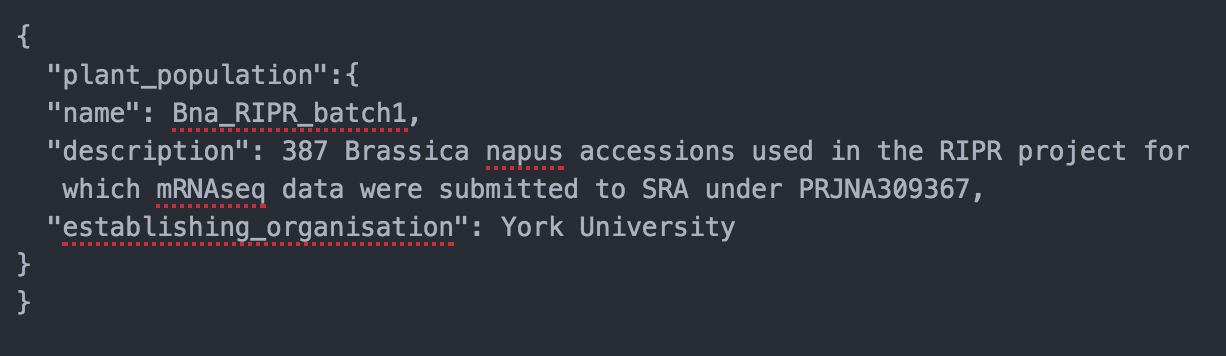 {
"plant_population":{
"name": Bna_RIPR_batch1,
"description": 387 Brassica napus accessions used in the RIPR project for
which mRNAseq data were submitted to SRA under PRJNA309367,
"establishing_organisation": York University
}
}